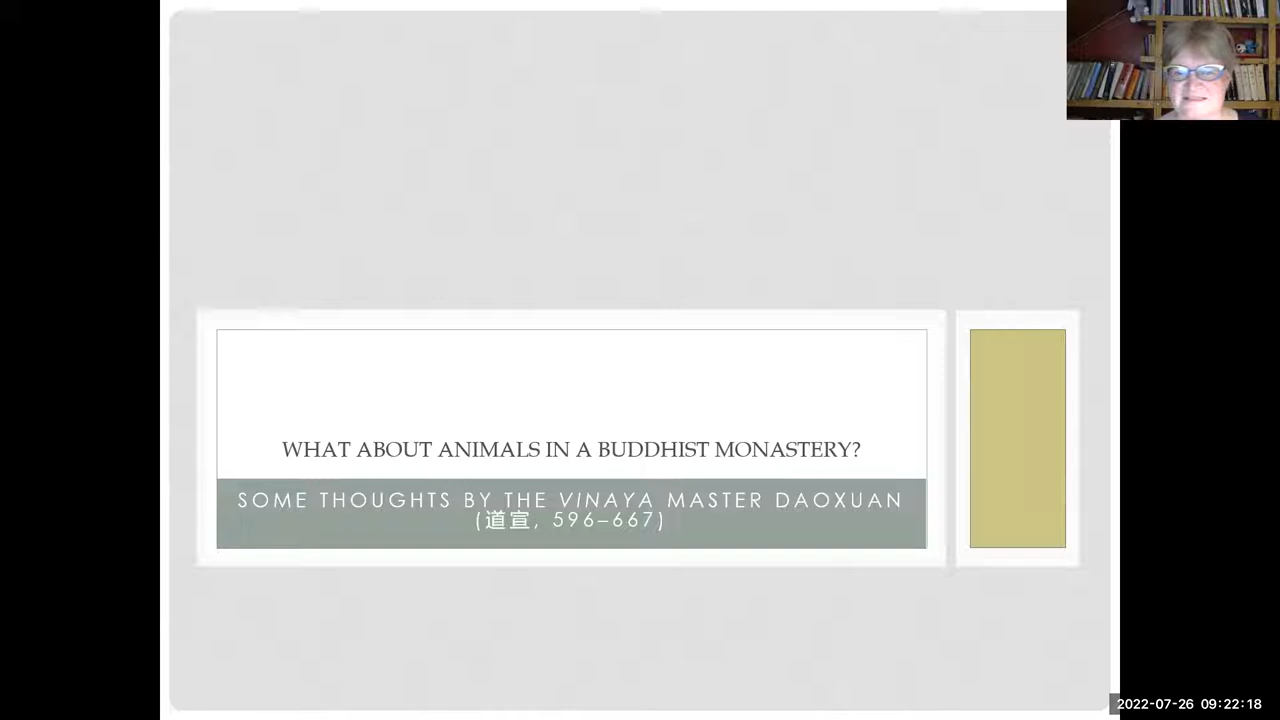 WHAT ABOUT ANIMALS IN A BUDDHIST MONASTERY?
SOME THOUGHTS BY THE VINAYA MASTER DAOXUAN
(道宣, 596–667)
2022-07-26 09:22:18